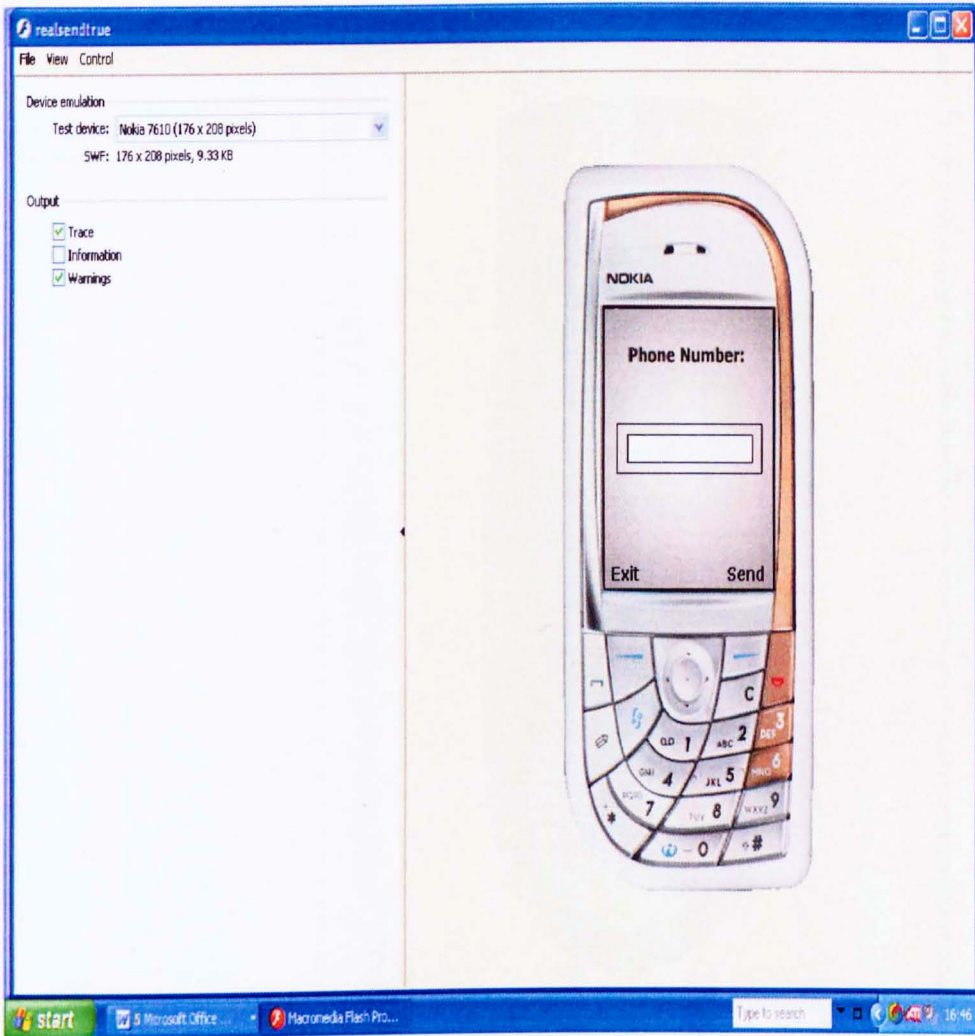 realsendtrue
File View Control
Device emulation
Test device: Nokia 7610 (176 x 208 pixels)
SWF: 176 x 208 pixels, 9.33 KB
Output
Trace
Information
Warnings
NOKIA
Phone Number:
Exit Send
C
1 ABC 2 DEF 3
GHI 4 JKL 5 MNO 6
PQRS 7 TUV 8 WXYZ 9
* 0 #
start 5 Microsoft Office ... Macromedia Flash Pro... Type to search 16:46